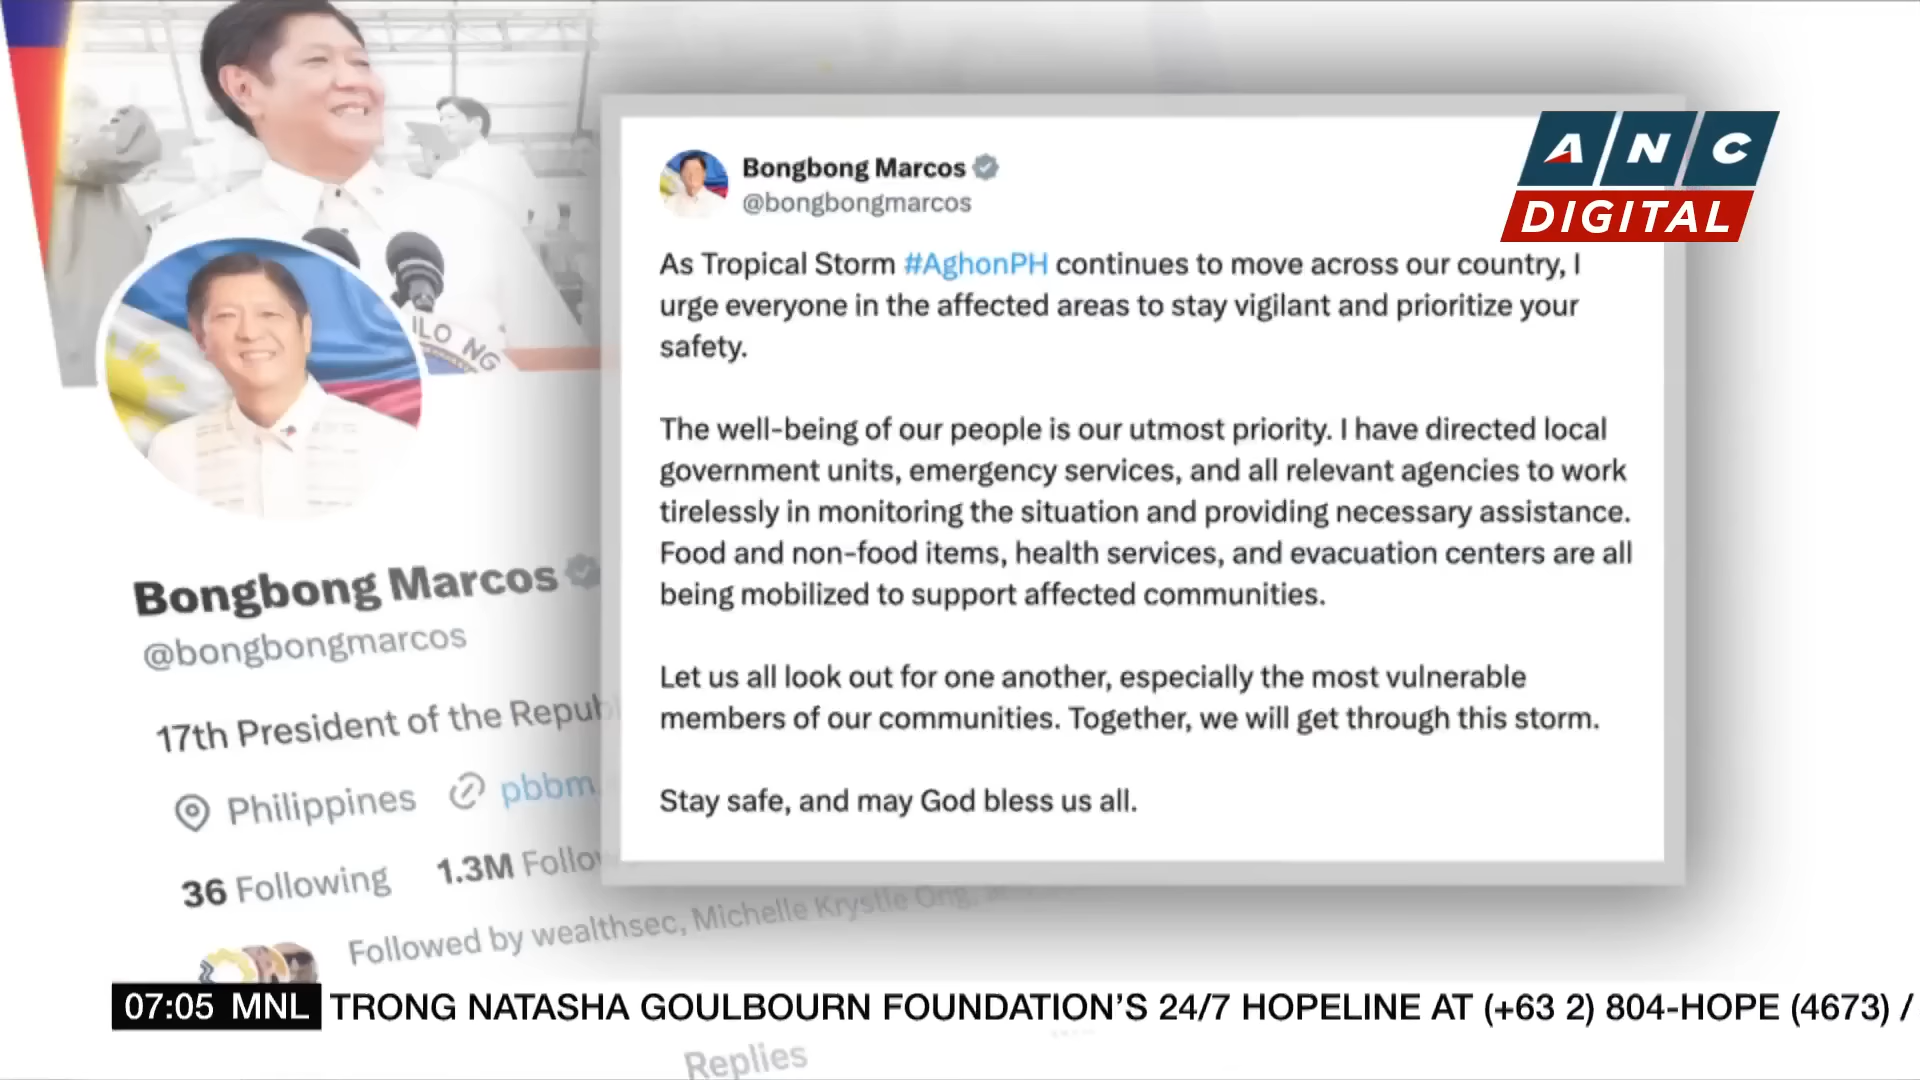 ANC
DIGITAL
ILO NG
Bongbong Marcos
@bongbongmarcos
As Tropical Storm #AghonPH continues to move across our country, I
urge everyone in the affected areas to stay vigilant and prioritize your
safety.
The well-being of our people is our utmost priority. I have directed local
government units, emergency services, and all relevant agencies to work
tirelessly in monitoring the situation and providing necessary assistance.
Food and non-food items, health services, and evacuation centers are all
being mobilized to support affected communities.
Let us all look out for one another, especially the most vulnerable
members of our communities. Together, we will get through this storm.
Stay safe, and may God bless us all.
Bongbong Marcos
@bongbongmarcos
17th President of the Republ
Philippines pbbm.
36 Following 1.3M Follow
Followed by wealthsec, Michelle Krystle Ong,
07:05 MNL TRONG NATASHA GOULBOURN FOUNDATION'S 24/7 HOPELINE AT (+63 2) 804-HOPE (4673) /
Replies